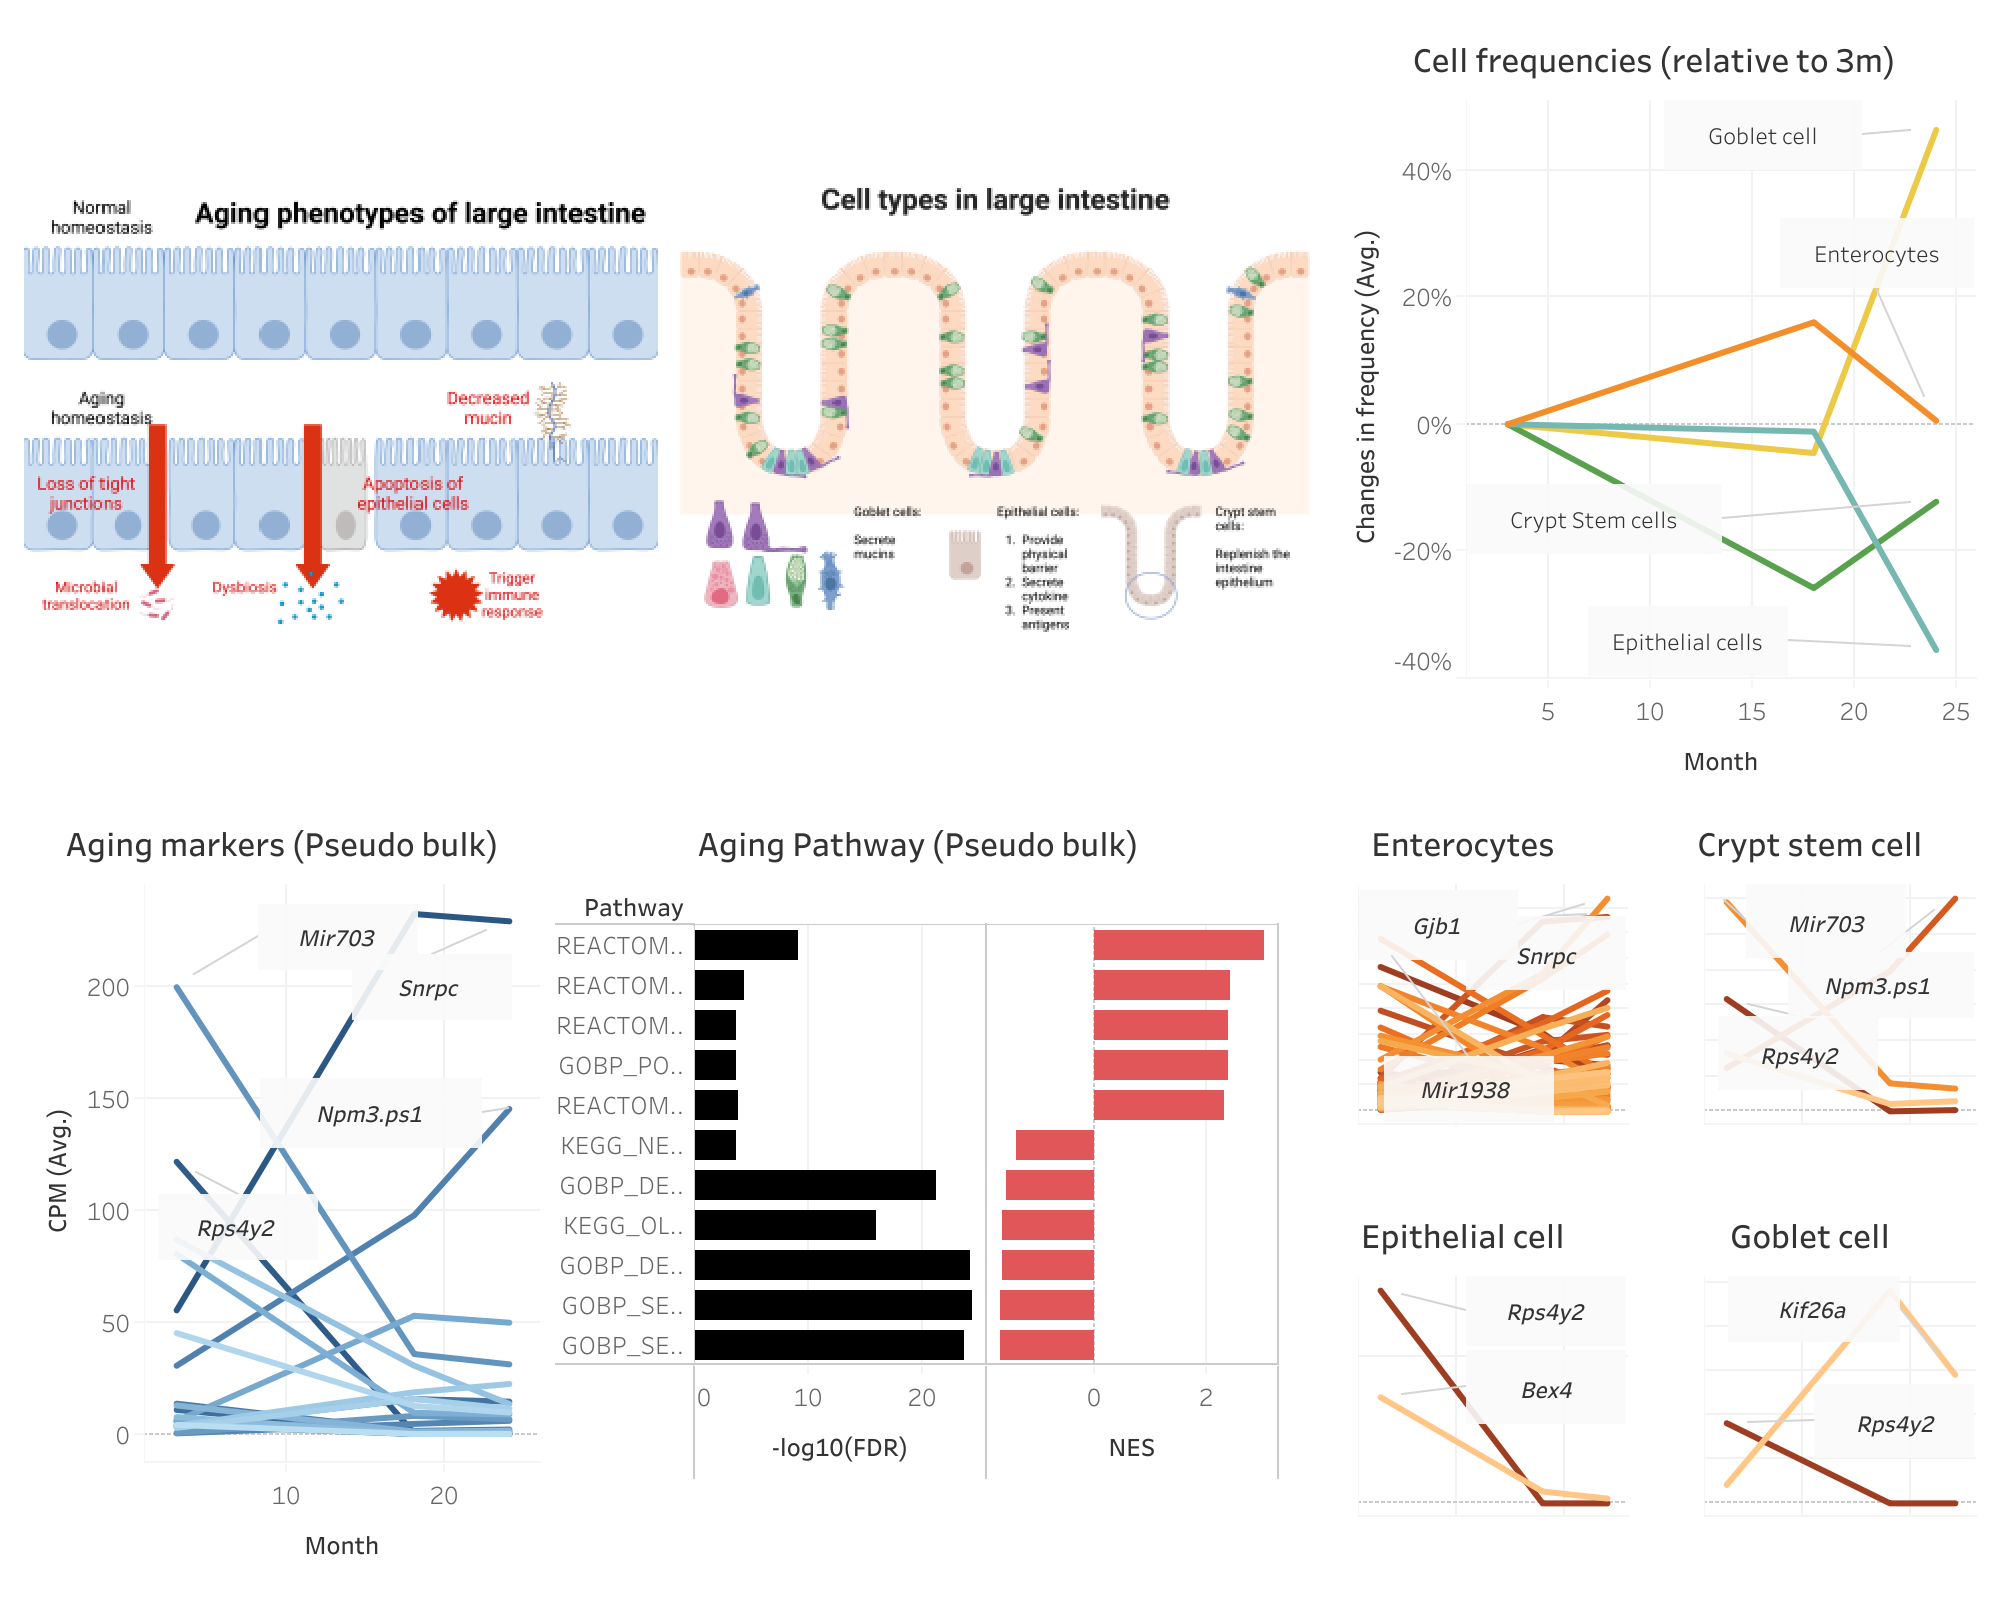 Normal
homeostasis
Aging phenotypes of large intestine
Aging
homeostasis
Decreased
mucin
Loss of tight
junctions
Apoptosis of
epithelial cells
Microbial
translocation
Dysbiosis
Trigger
immune
response
Cell types in large intestine
Goblet cells:
Secrete
mucins
Epithelial cells:
1. Provide
physical
barrier
2. Secrete
cytokine
3. Present
antigens
Crypt stem
cells:
Replenish the
intestine
epithelium
Cell frequencies (relative to 3m)
Changes in frequency (Avg.)
40%
20%
0%
-20%
-40%
Goblet cell
Enterocytes
Crypt Stem cells
Epithelial cells
5 10 15 20 25
Month
Aging markers (Pseudo bulk)
CPM (Avg.)
200
150
100
50
0
Mir703
Snrpc
Npm3.ps1
Rps4y2
10 20
Month
Aging Pathway (Pseudo bulk)
Pathway
REACTOM..
REACTOM..
REACTOM..
GOBP_PO..
REACTOM..
KEGG_NE..
GOBP_DE..
KEGG_OL..
GOBP_DE..
GOBP_SE..
GOBP_SE..
0 10 20
0 2
-log10(FDR)
NES
Enterocytes
Gjb1
Snrpc
Mir1938
Crypt stem cell
Mir703
Npm3.ps1
Rps4y2
Epithelial cell
Rps4y2
Bex4
Goblet cell
Kif26a
Rps4y2